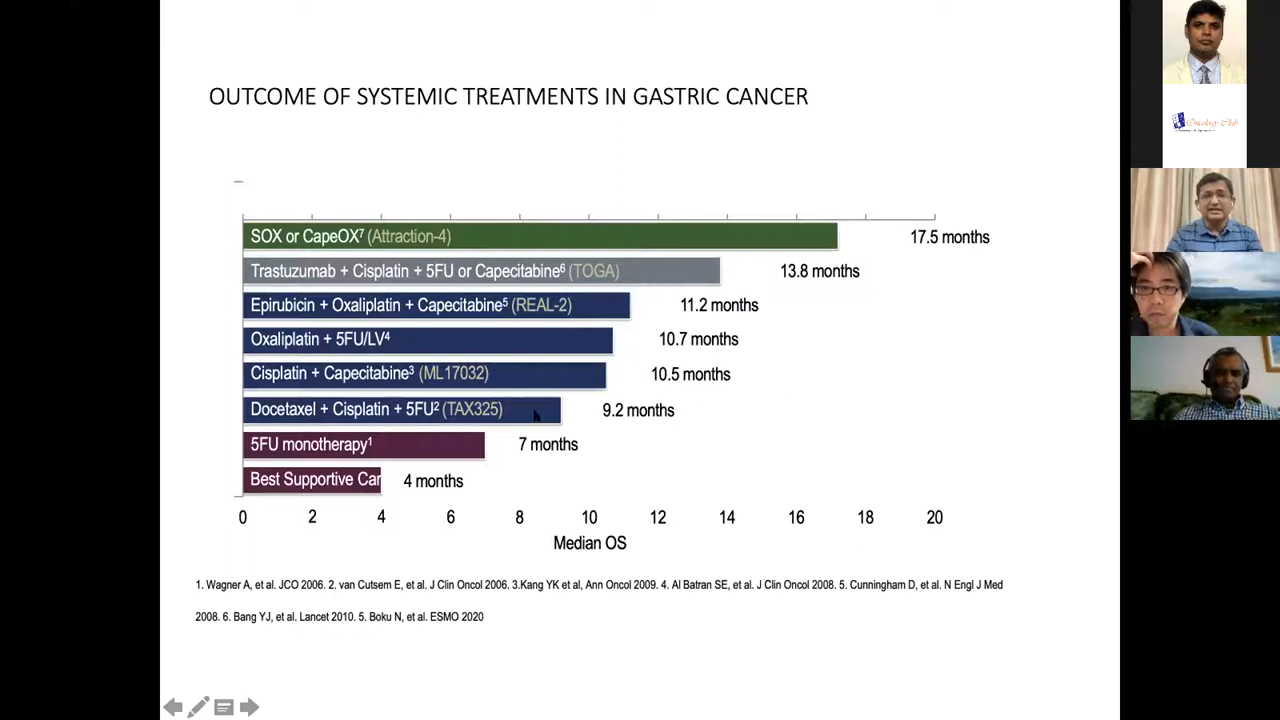 OUTCOME OF SYSTEMIC TREATMENTS IN GASTRIC CANCER
SOX or CapeOX⁷ (Attraction-4) 17.5 months
Trastuzumab + Cisplatin + 5FU or Capecitabine⁶ (TOGA) 13.8 months
Epirubicin + Oxaliplatin + Capecitabine⁵ (REAL-2) 11.2 months
Oxaliplatin + 5FU/LV⁴ 10.7 months
Cisplatin + Capecitabine³ (ML17032) 10.5 months
Docetaxel + Cisplatin + 5FU² (TAX325) 9.2 months
5FU monotherapy¹ 7 months
Best Supportive Car 4 months
0 2 4 6 8 10 12 14 16 18 20
Median OS
1. Wagner A, et al. JCO 2006. 2. van Cutsem E, et al. J Clin Oncol 2006. 3.Kang YK et al, Ann Oncol 2009. 4. Al Batran SE, et al. J Clin Oncol 2008. 5. Cunningham D, et al. N Engl J Med
2008. 6. Bang YJ, et al. Lancet 2010. 5. Boku N, et al. ESMO 2020
Oncology Club